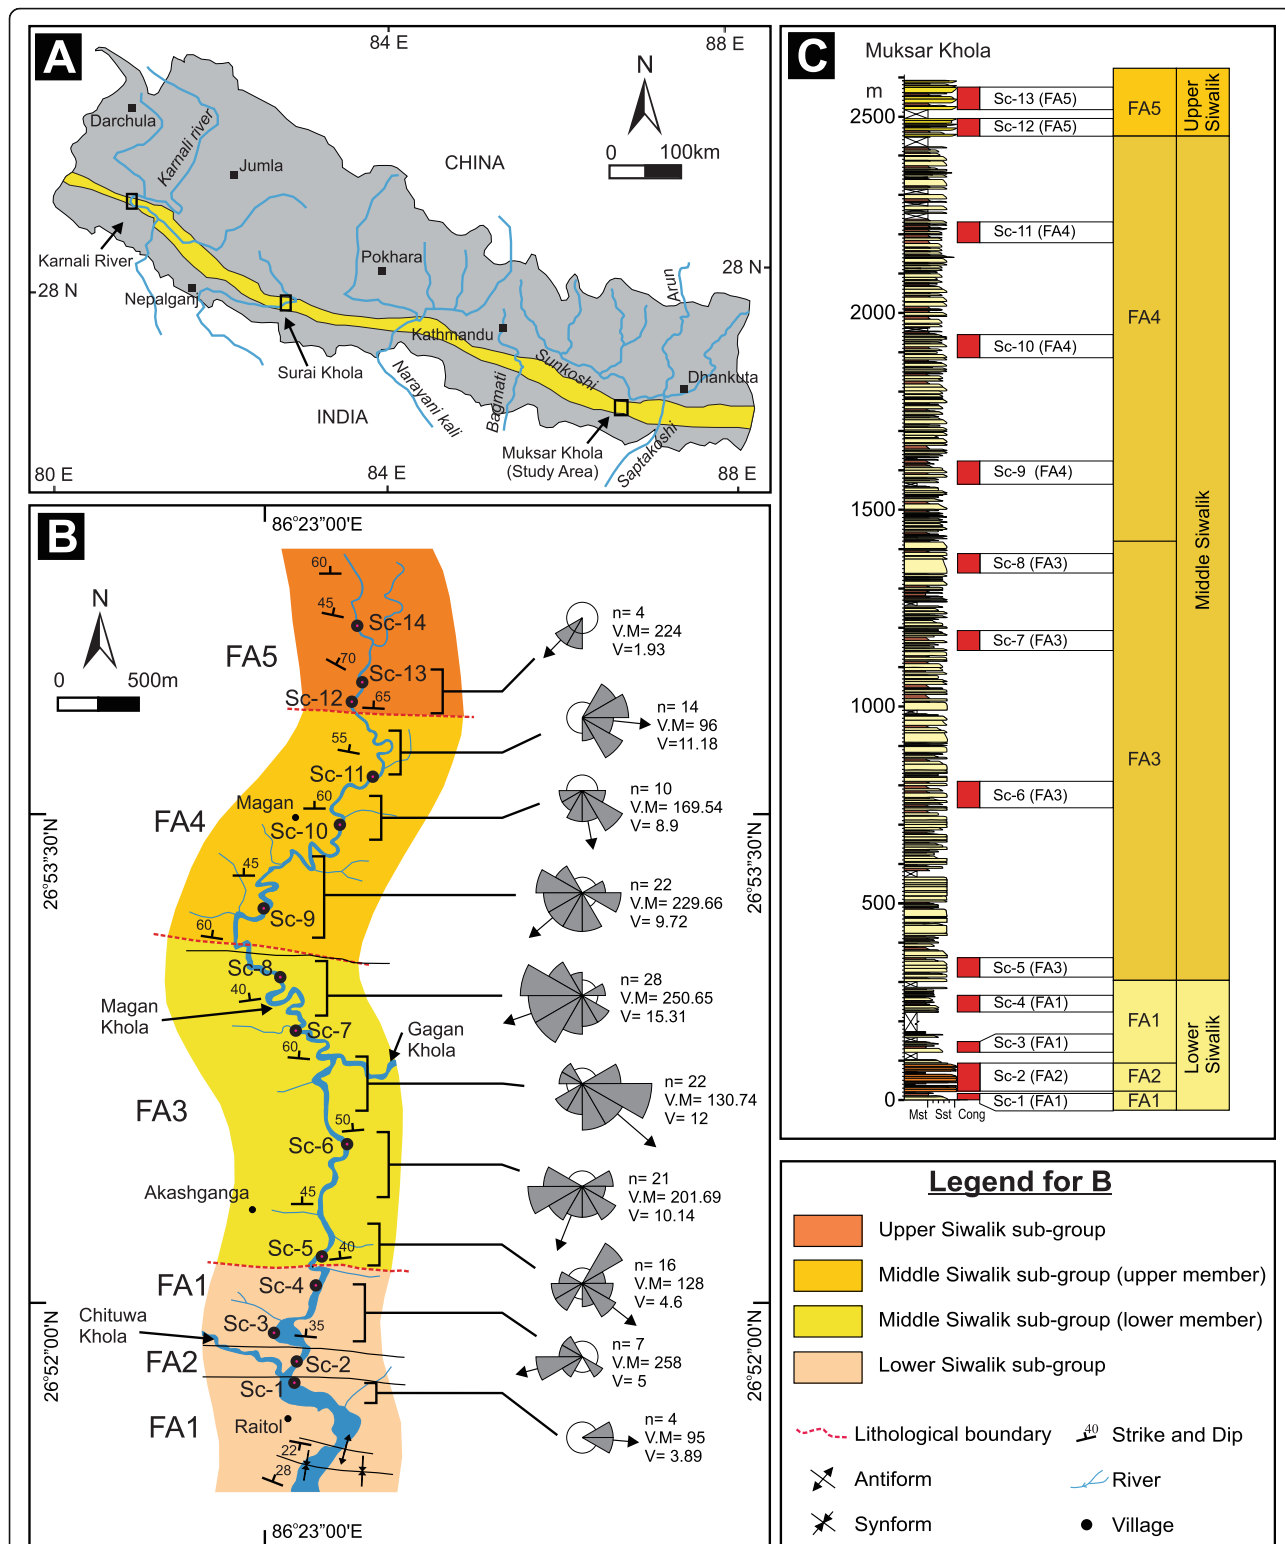 A
84 E
88 E
N
0 100km
Darchula
Karnali river
Jumla
CHINA
Karnali River
28 N
Nepalganj
Pokhara
28 N
Arun
Surai Khola
Kathmandu
Sunkoshi
Dhankuta
INDIA
Narayani kali
Bagmati
Muksar Khola
(Study Area)
Saptakoshi
80 E
84 E
88 E
B
86°23"00'E
N
0 500m
60
45
Sc-14
FA5
70
Sc-13
Sc-12
65
55
Sc-11
60
Magan
FA4
Sc-10
45
Sc-9
60
26°53"30'N
26°53"30'N
Sc-8
40
Magan
Khola
Sc-7
60
Gagan
Khola
FA3
50
Sc-6
Akashganga
45
Sc-5
40
FA1
Sc-4
Chituwa
Khola
Sc-3
35
FA2
Sc-2
Sc-1
FA1
Raitol
22
28
26°52"00'N
26°52"00'N
86°23"00'E
n= 4
V.M= 224
V=1.93
n= 14
V.M= 96
V=11.18
n= 10
V.M= 169.54
V= 8.9
n= 22
V.M= 229.66
V= 9.72
n= 28
V.M= 250.65
V= 15.31
n= 22
V.M= 130.74
V= 12
n= 21
V.M= 201.69
V= 10.14
n= 16
V.M= 128
V= 4.6
n= 7
V.M= 258
V= 5
n= 4
V.M= 95
V= 3.89
C
Muksar Khola
m
2500
2000
1500
1000
500
0
Mst Sst Cong
Sc-13 (FA5)
Sc-12 (FA5)
Sc-11 (FA4)
Sc-10 (FA4)
Sc-9 (FA4)
Sc-8 (FA3)
Sc-7 (FA3)
Sc-6 (FA3)
Sc-5 (FA3)
Sc-4 (FA1)
Sc-3 (FA1)
Sc-2 (FA2)
Sc-1 (FA1)
FA5
FA4
FA3
FA1
FA2
FA1
Upper
Siwalik
Middle Siwalik
Lower
Siwalik
Legend for B
Upper Siwalik sub-group
Middle Siwalik sub-group (upper member)
Middle Siwalik sub-group (lower member)
Lower Siwalik sub-group
Lithological boundary
40 Strike and Dip
Antiform
River
Synform
Village